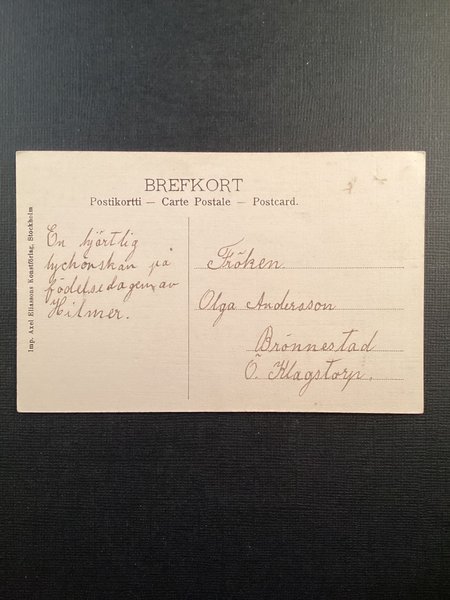 BREFKORT
Postikortti — Carte Postale — Postcard.
Imp. Axel Eliassons Konstförlag, Stockholm
En hjärtlig
lyckönskan på
födelsedagen, av
Hilmer.
Fröken
Olga Andersson
Brönnestad
Ö. Klagstorp.